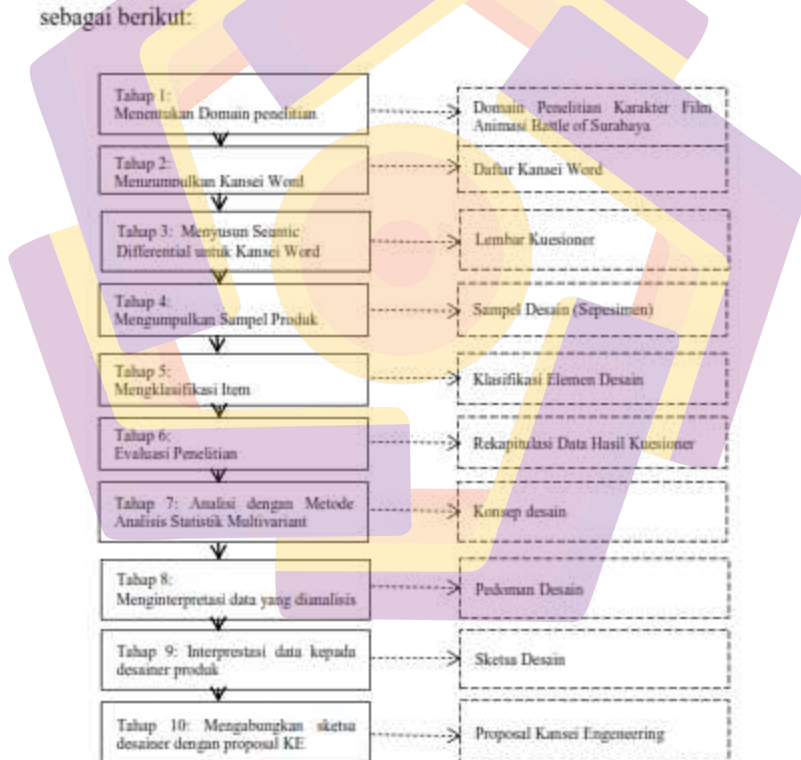 sebagai berikut:
Tahap 1:
Menentukan Domain penelitian
Domain Penelitian Karakter Film
Animasi Battle of Surabaya
Tahap 2:
Mengumpulkan Kansei Word
Daftar Kansei Word
Tahap 3: Menyusun Semtic
Differential untuk Kansei Word
Lembar Kuesioner
Tahap 4:
Mengumpulkan Sampel Produk
Sampel Desain (Sepesimen)
Tahap 5:
Mengklasifikasi Item
Klasifikasi Elemen Desain
Tahap 6:
Evaluasi Penelitian
Rekapitulasi Data Hasil Kuesioner
Tahap 7: Analisi dengan Metode
Analisis Statistik Multivariant
Konsep desain
Tahap 8:
Menginterpretasi data yang dianalisis
Pedoman Desain
Tahap 9: Interprestasi data kepada
desainer produk
Sketsa Desain
Tahap 10: Mengabungkan sketsa
desainer dengan proposal KE
Proposal Kansei Engeneering